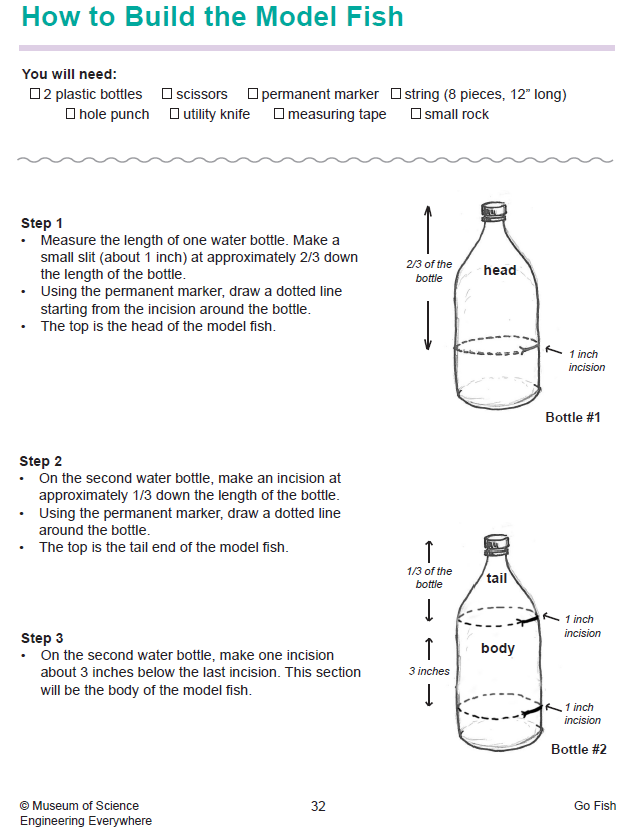 How to Build the Model Fish
You will need:
☐ 2 plastic bottles ☐ scissors ☐ permanent marker ☐ string (8 pieces, 12” long)
☐ hole punch ☐ utility knife ☐ measuring tape ☐ small rock
Step 1
• Measure the length of one water bottle. Make a
small slit (about 1 inch) at approximately 2/3 down
the length of the bottle.
• Using the permanent marker, draw a dotted line
starting from the incision around the bottle.
• The top is the head of the model fish.
2/3 of the
bottle
head
1 inch
incision
Bottle #1
Step 2
• On the second water bottle, make an incision at
approximately 1/3 down the length of the bottle.
• Using the permanent marker, draw a dotted line
around the bottle.
• The top is the tail end of the model fish.
1/3 of the
bottle
tail
1 inch
incision
Step 3
• On the second water bottle, make one incision
about 3 inches below the last incision. This section
will be the body of the model fish.
body
3 inches
1 inch
incision
Bottle #2
© Museum of Science
Engineering Everywhere
32
Go Fish